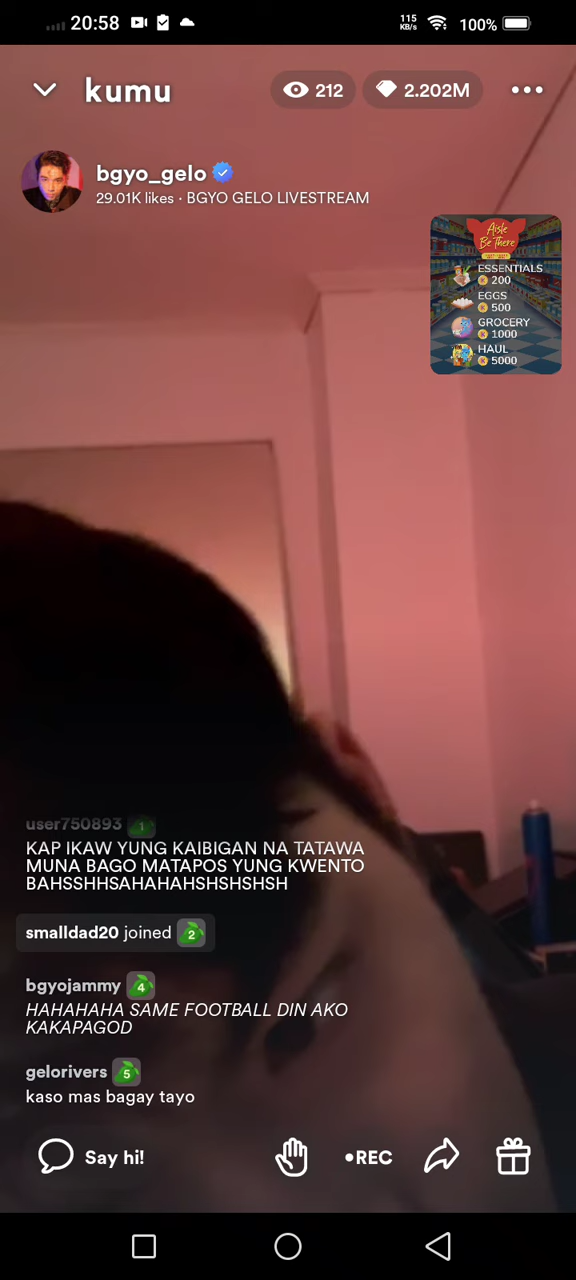 20:58
115
KB/s
100%
kumu
212
2.202M
bgyo_gelo
29.01K likes · BGYO GELO LIVESTREAM
Aisle
Be There
ESSENTIALS
200
EGGS
500
GROCERY
1000
HAUL
5000
user750893 1
KAP IKAW YUNG KAIBIGAN NA TATAWA
MUNA BAGO MATAPOS YUNG KWENTO
BAHSSHHSAHAHAHSHSHSHSH
smalldad20 joined 2
bgyojammy 4
HAHAHAHA SAME FOOTBALL DIN AKO
KAKAPAGOD
gelorivers 5
kaso mas bagay tayo
Say hi!
•REC